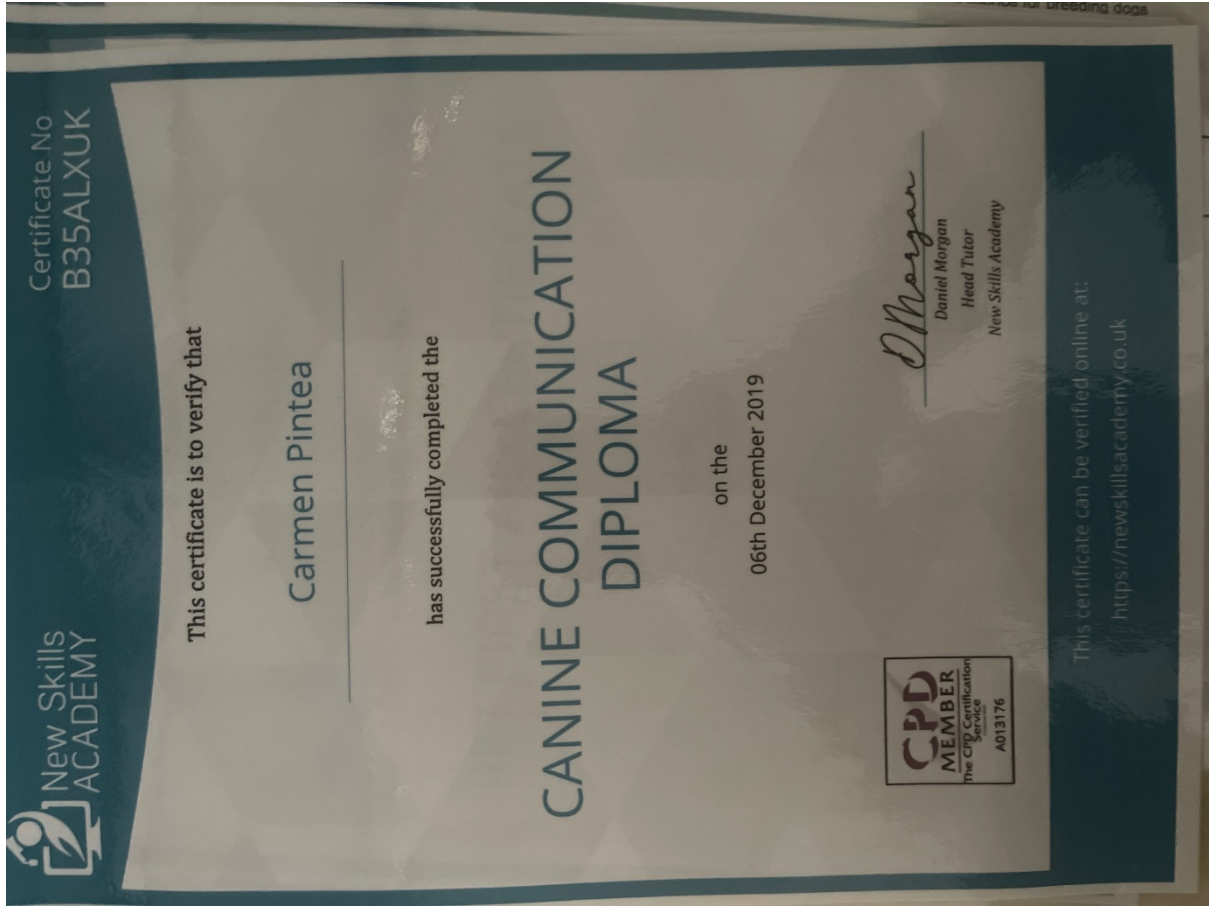 New Skills
ACADEMY
Certificate No
B35ALXUK
This certificate is to verify that
Carmen Pintea
has successfully completed the
CANINE COMMUNICATION
DIPLOMA
on the
06th December 2019
CPD
MEMBER
The CPD Certification
Service
A013176
DMorgan
Daniel Morgan
Head Tutor
New Skills Academy
This certificate can be verified online at:
https://newskillsacademy.co.uk
for breeding dogs